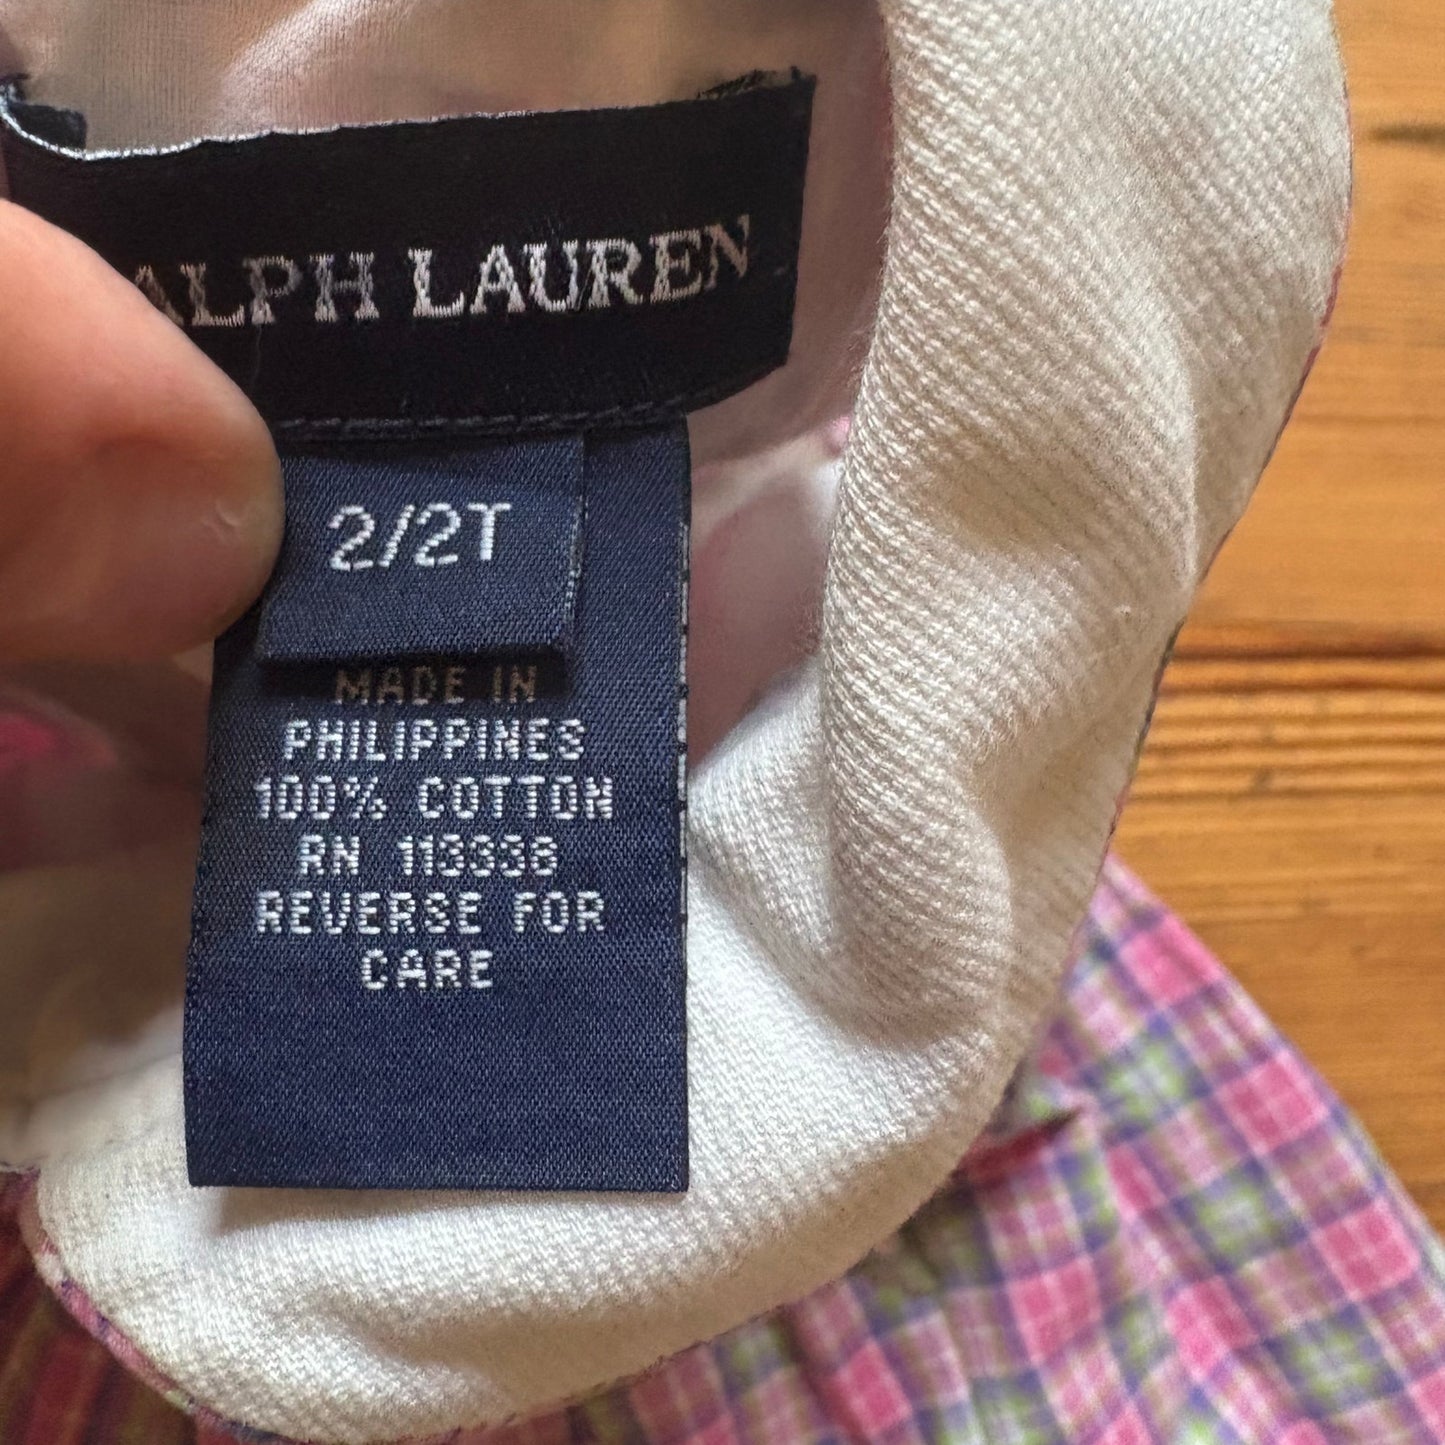 ALPH LAUREN
2/2T
MADE IN
PHILIPPINES
100% COTTON
RN 113338
REVERSE FOR
CARE